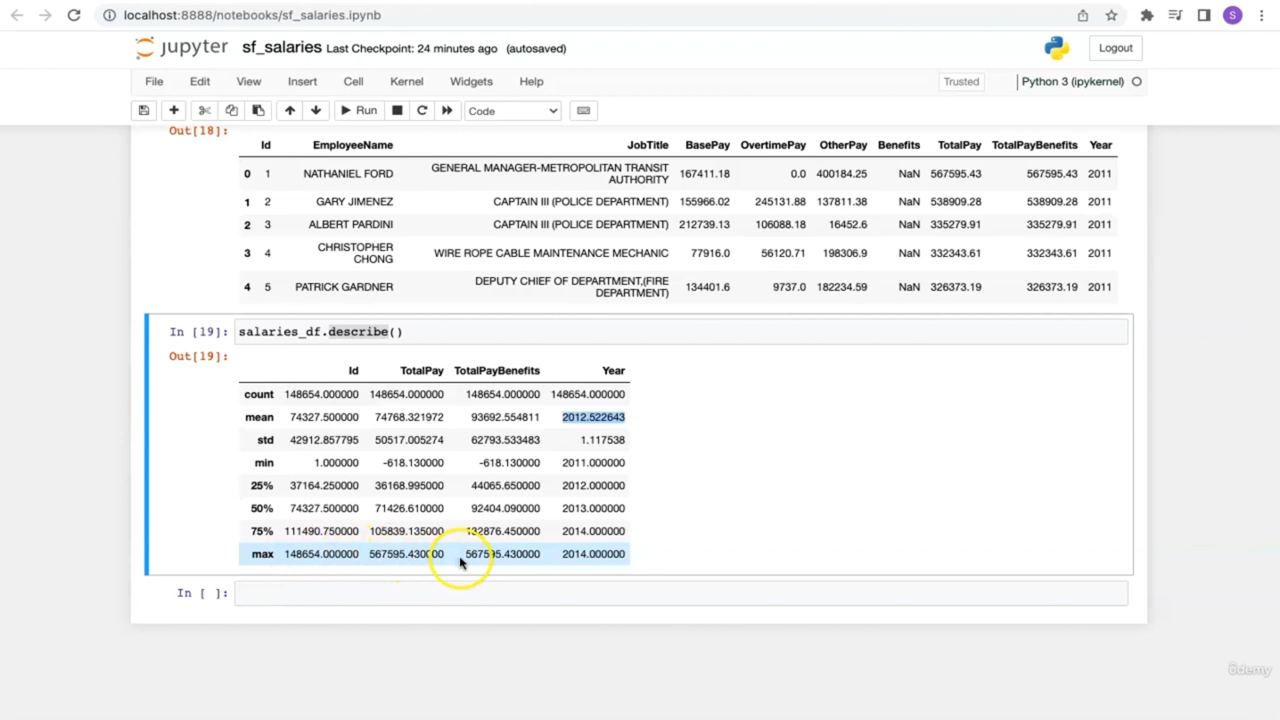 localhost:8888/notebooks/sf_salaries.ipynb
S
jupyter sf_salaries Last Checkpoint: 24 minutes ago (autosaved)
Logout
File Edit View Insert Cell Kernel Widgets Help
Trusted Python 3 (ipykernel)
Run Code
Out[18]:
Id EmployeeName JobTitle BasePay OvertimePay OtherPay Benefits TotalPay TotalPayBenefits Year
0 1 NATHANIEL FORD GENERAL MANAGER-METROPOLITAN TRANSIT AUTHORITY 167411.18 0.0 400184.25 NaN 567595.43 567595.43 2011
1 2 GARY JIMENEZ CAPTAIN III (POLICE DEPARTMENT) 155966.02 245131.88 137811.38 NaN 538909.28 538909.28 2011
2 3 ALBERT PARDINI CAPTAIN III (POLICE DEPARTMENT) 212739.13 106088.18 16452.6 NaN 335279.91 335279.91 2011
3 4 CHRISTOPHER CHONG WIRE ROPE CABLE MAINTENANCE MECHANIC 77916.0 56120.71 198306.9 NaN 332343.61 332343.61 2011
4 5 PATRICK GARDNER DEPUTY CHIEF OF DEPARTMENT,(FIRE DEPARTMENT) 134401.6 9737.0 182234.59 NaN 326373.19 326373.19 2011
In [19]: salaries_df.describe()
Out[19]:
Id TotalPay TotalPayBenefits Year
count 148654.000000 148654.000000 148654.000000 148654.000000
mean 74327.500000 74768.321972 93692.554811 2012.522643
std 42912.857795 50517.005274 62793.533483 1.117538
min 1.000000 -618.130000 -618.130000 2011.000000
25% 37164.250000 36168.995000 44065.650000 2012.000000
50% 74327.500000 71426.610000 92404.090000 2013.000000
75% 111490.750000 105839.135000 132876.450000 2014.000000
max 148654.000000 567595.430000 567595.430000 2014.000000
In [ ]:
ûdemy